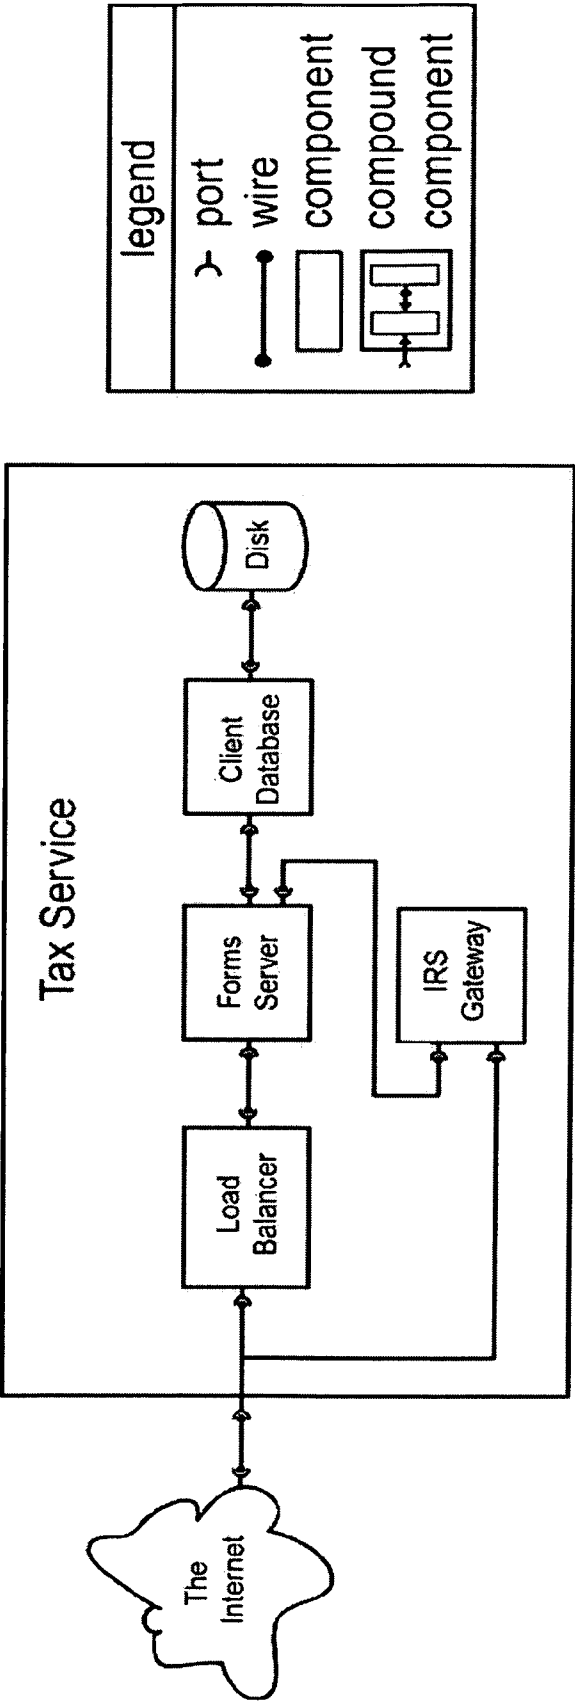 Tax Service
The
Internet
Load
Balancer
Forms
Server
Client
Database
Disk
IRS
Gateway
legend
port
wire
component
compound
component